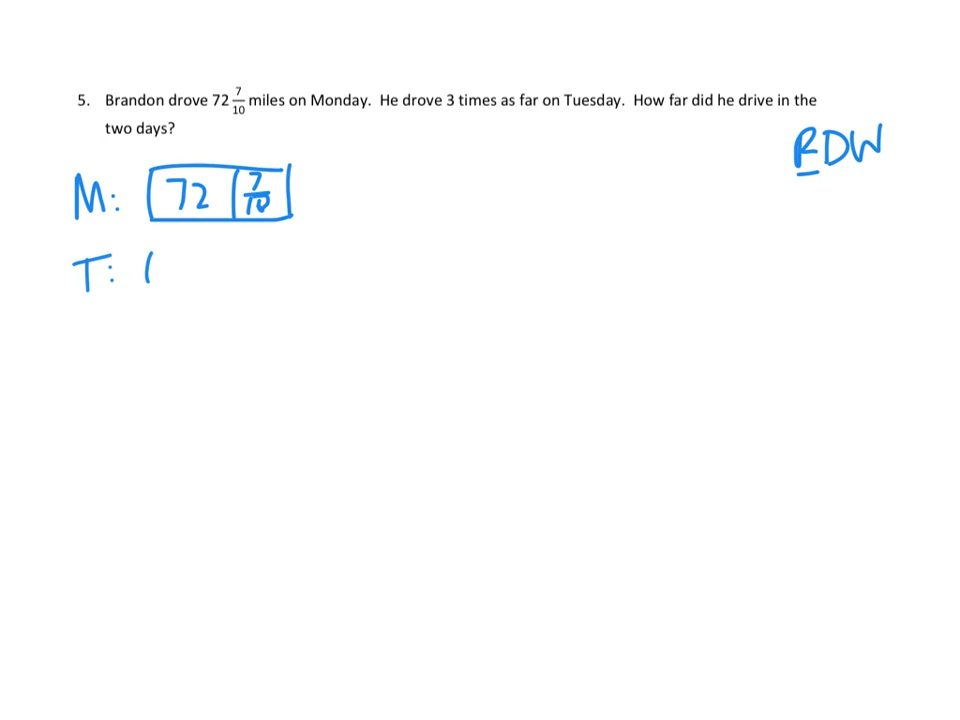 5. Brandon drove 72 7/10 miles on Monday. He drove 3 times as far on Tuesday. How far did he drive in the
two days?
RDW
M: 72 7/10
T: